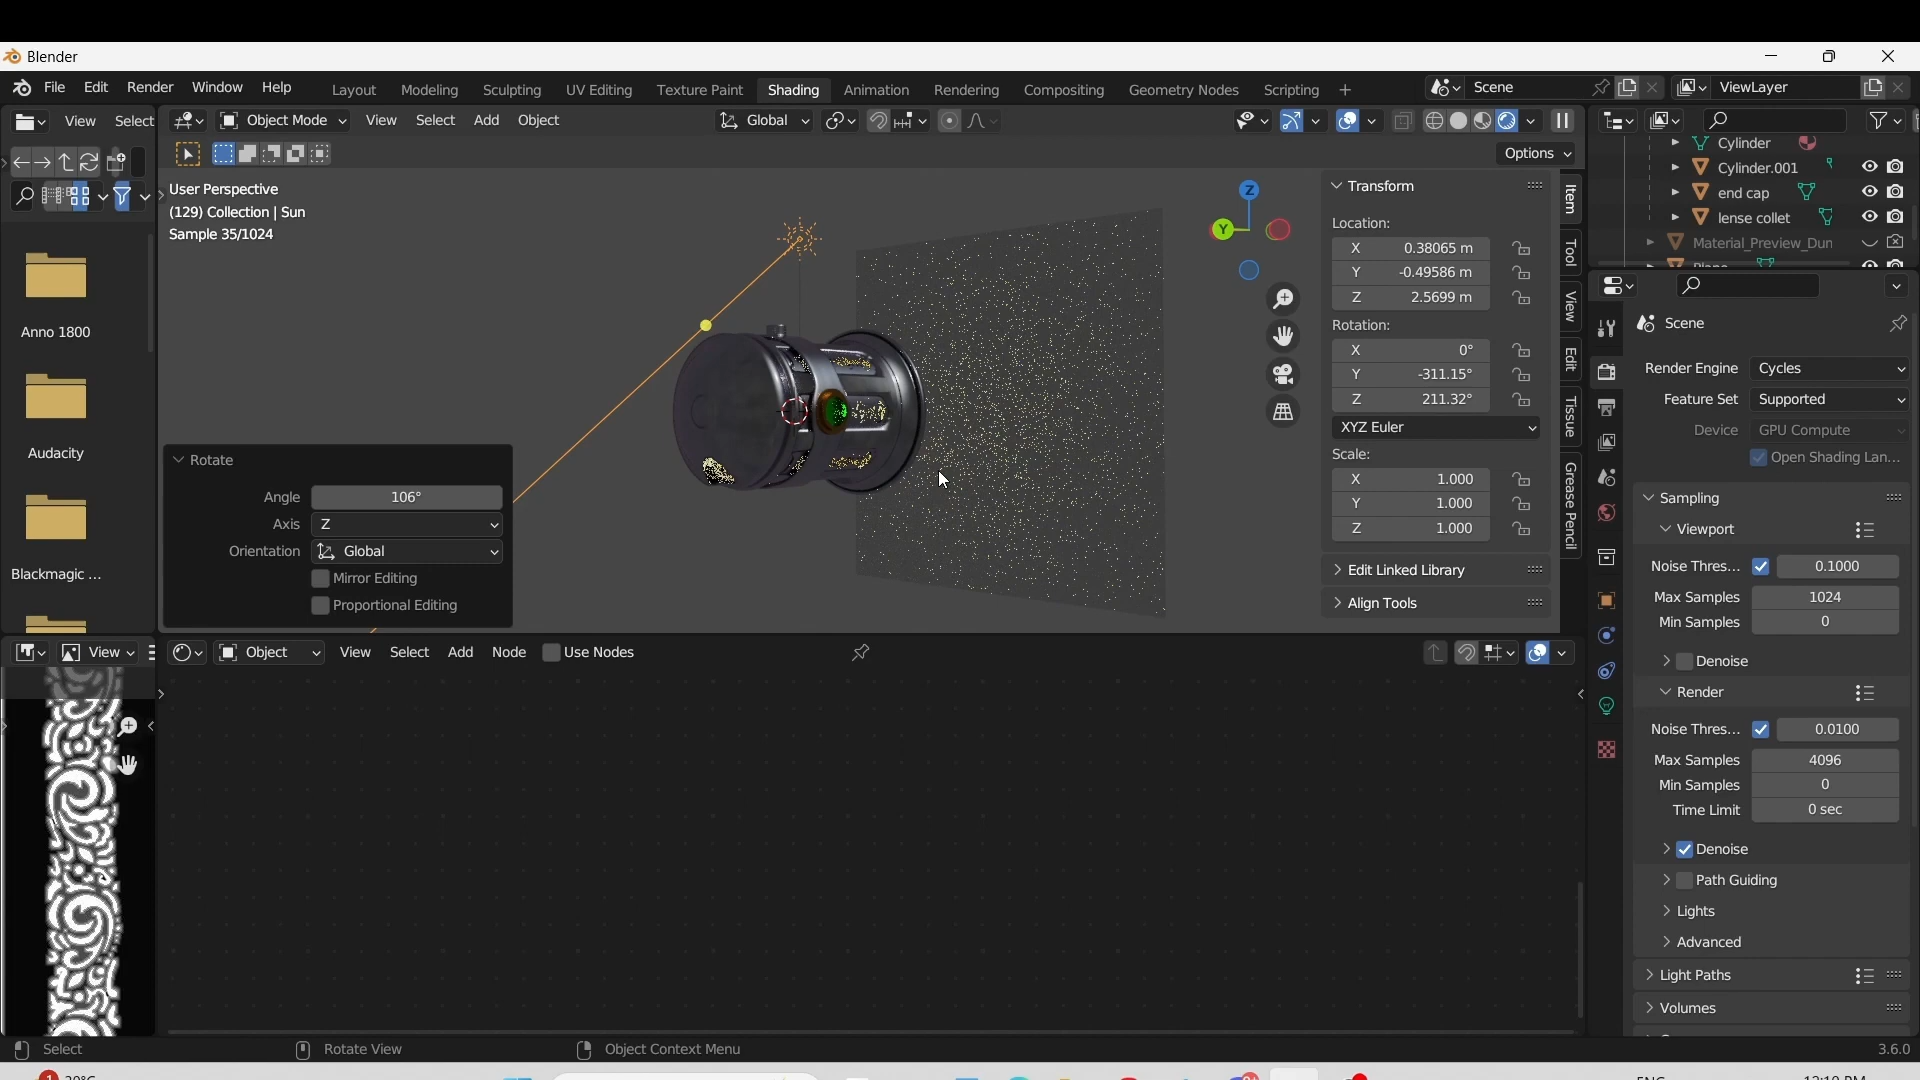 Blender
File Edit Render Window Help Layout Modeling Sculpting UV Editing Texture Paint Shading Animation Rendering Compositing Geometry Nodes Scripting + Scene ViewLayer
View Select Object Mode View Select Add Object Global
Options
User Perspective
(129) Collection | Sun
Sample 35/1024
Anno 1800
Audacity
Blackmagic ...
Rotate
Angle 106°
Axis Z
Orientation Global
Mirror Editing
Proportional Editing
Z
Y
Transform
Location:
X 0.38065 m
Y -0.49586 m
Z 2.5699 m
Rotation:
X 0°
Y -311.15°
Z 211.32°
XYZ Euler
Scale:
X 1.000
Y 1.000
Z 1.000
Edit Linked Library
Align Tools
Item
Tool
View
Edit
Tissue
Grease Pencil
Cylinder
Cylinder.001
end cap
lense collet
Material_Preview_Dun
Scene
Render Engine Cycles
Feature Set Supported
Device GPU Compute
Open Shading Lan...
Sampling
Viewport
Noise Thres... 0.1000
Max Samples 1024
Min Samples 0
Denoise
Render
Noise Thres... 0.0100
Max Samples 4096
Min Samples 0
Time Limit 0 sec
Denoise
Path Guiding
Lights
Advanced
Light Paths
Volumes
View Object View Select Add Node Use Nodes
Select Rotate View Object Context Menu 3.6.0